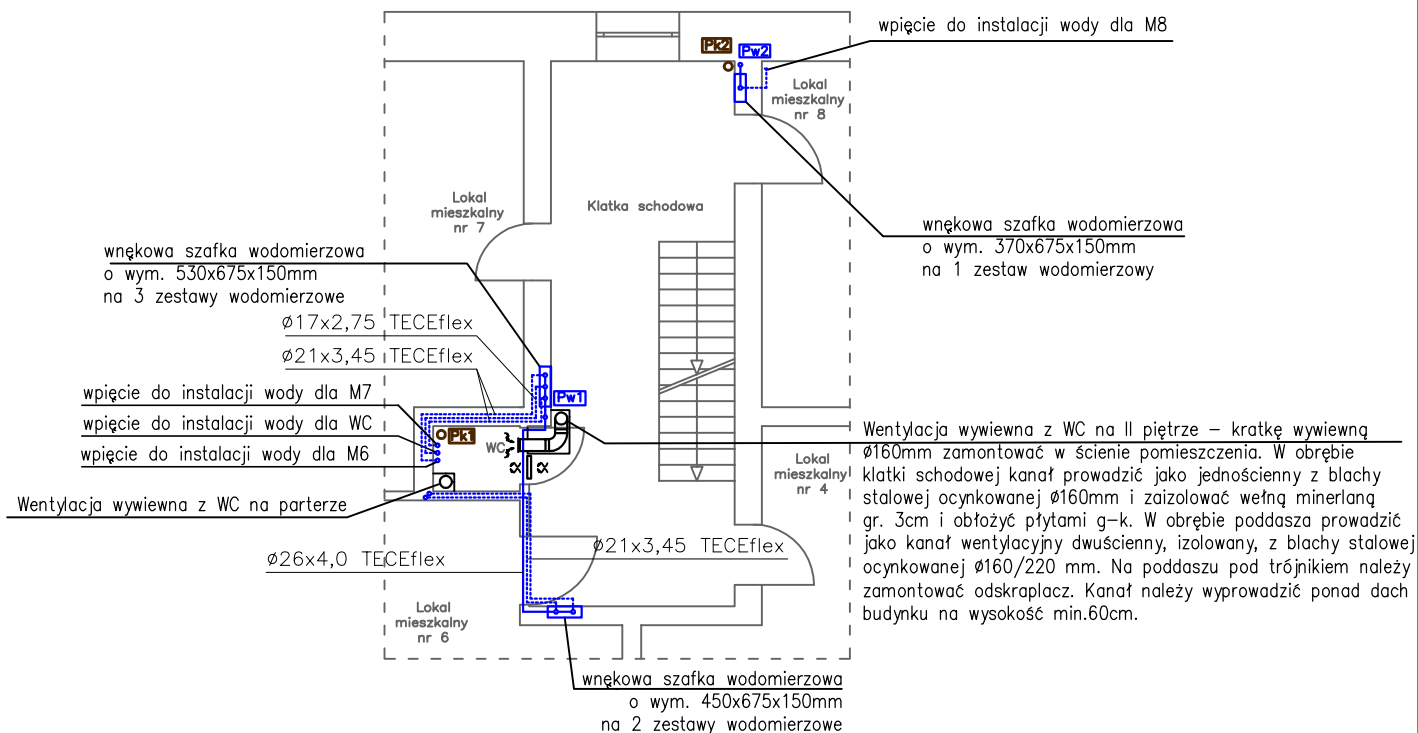 wpięcie do instalacji wody dla M8
Pk2
Pw2
Lokal
mieszkalny
nr 8
Lokal
mieszkalny
nr 7
Klatka schodowa
wnękowa szafka wodomierzowa
o wym. 370x675x150mm
na 1 zestaw wodomierzowy
wnękowa szafka wodomierzowa
o wym. 530x675x150mm
na 3 zestawy wodomierzowe
ø17x2,75 TECEflex
ø21x3,45 TECEflex
wpięcie do instalacji wody dla M7
wpięcie do instalacji wody dla WC
wpięcie do instalacji wody dla M6
Pw1
Pk1
WC
Wentylacja wywiewna z WC na parterze
Lokal
mieszkalny
nr 4
Wentylacja wywiewna z WC na II piętrze – kratkę wywiewną
ø160mm zamontować w ścienie pomieszczenia. W obrębie
klatki schodowej kanał prowadzić jako jednościenny z blachy
stalowej ocynkowanej ø160mm i zaizolować wełną minerlaną
gr. 3cm i obłożyć płytami g–k. W obrębie poddasza prowadzić
jako kanał wentylacyjny dwuścienny, izolowany, z blachy stalowej
ocynkowanej ø160/220 mm. Na poddaszu pod trójnikiem należy
zamontować odskraplacz. Kanał należy wyprowadzić ponad dach
budynku na wysokość min.60cm.
ø26x4,0 TECEflex
ø21x3,45 TECEflex
Lokal
mieszkalny
nr 6
wnękowa szafka wodomierzowa
o wym. 450x675x150mm
na 2 zestawy wodomierzowe